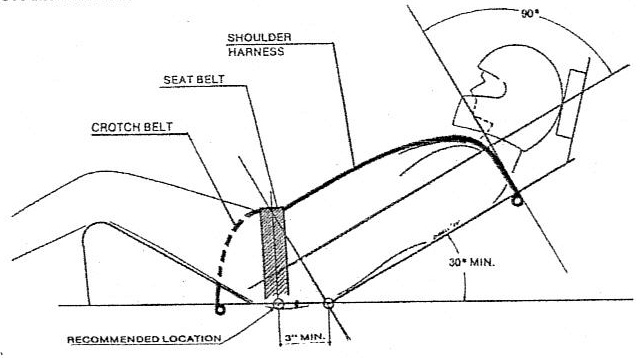 90°
SHOULDER
HARNESS
SEAT BELT
CROTCH BELT
30° MIN.
RECOMMENDED LOCATION
3" MIN.